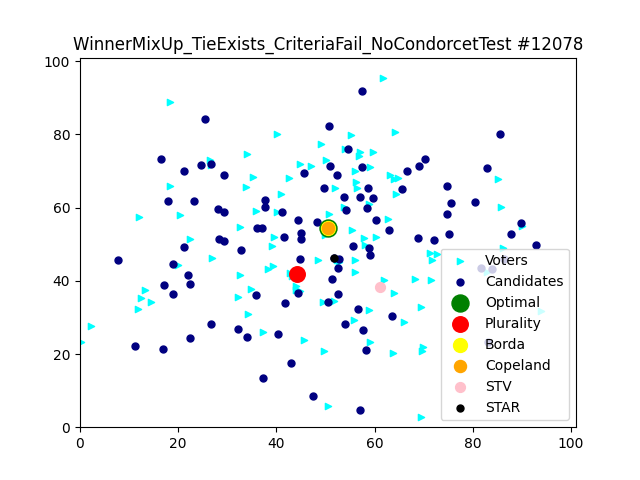 WinnerMixUp_TieExists_CriteriaFail_NoCondorcetTest #12078
100
80
60
40
20
0
0
20
40
60
80
100
Voters
Candidates
Optimal
Plurality
Borda
Copeland
STV
STAR